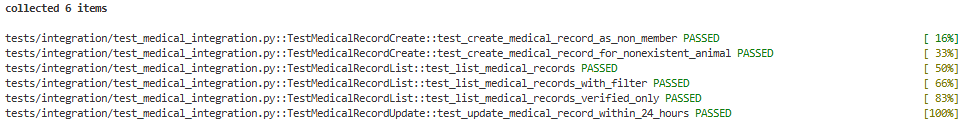 collected 6 items
tests/integration/test_medical_integration.py::TestMedicalRecordCreate::test_create_medical_record_as_non_member PASSED [ 16%]
tests/integration/test_medical_integration.py::TestMedicalRecordCreate::test_create_medical_record_for_nonexistent_animal PASSED [ 33%]
tests/integration/test_medical_integration.py::TestMedicalRecordList::test_list_medical_records PASSED [ 50%]
tests/integration/test_medical_integration.py::TestMedicalRecordList::test_list_medical_records_with_filter PASSED [ 66%]
tests/integration/test_medical_integration.py::TestMedicalRecordList::test_list_medical_records_verified_only PASSED [ 83%]
tests/integration/test_medical_integration.py::TestMedicalRecordUpdate::test_update_medical_record_within_24_hours PASSED [100%]